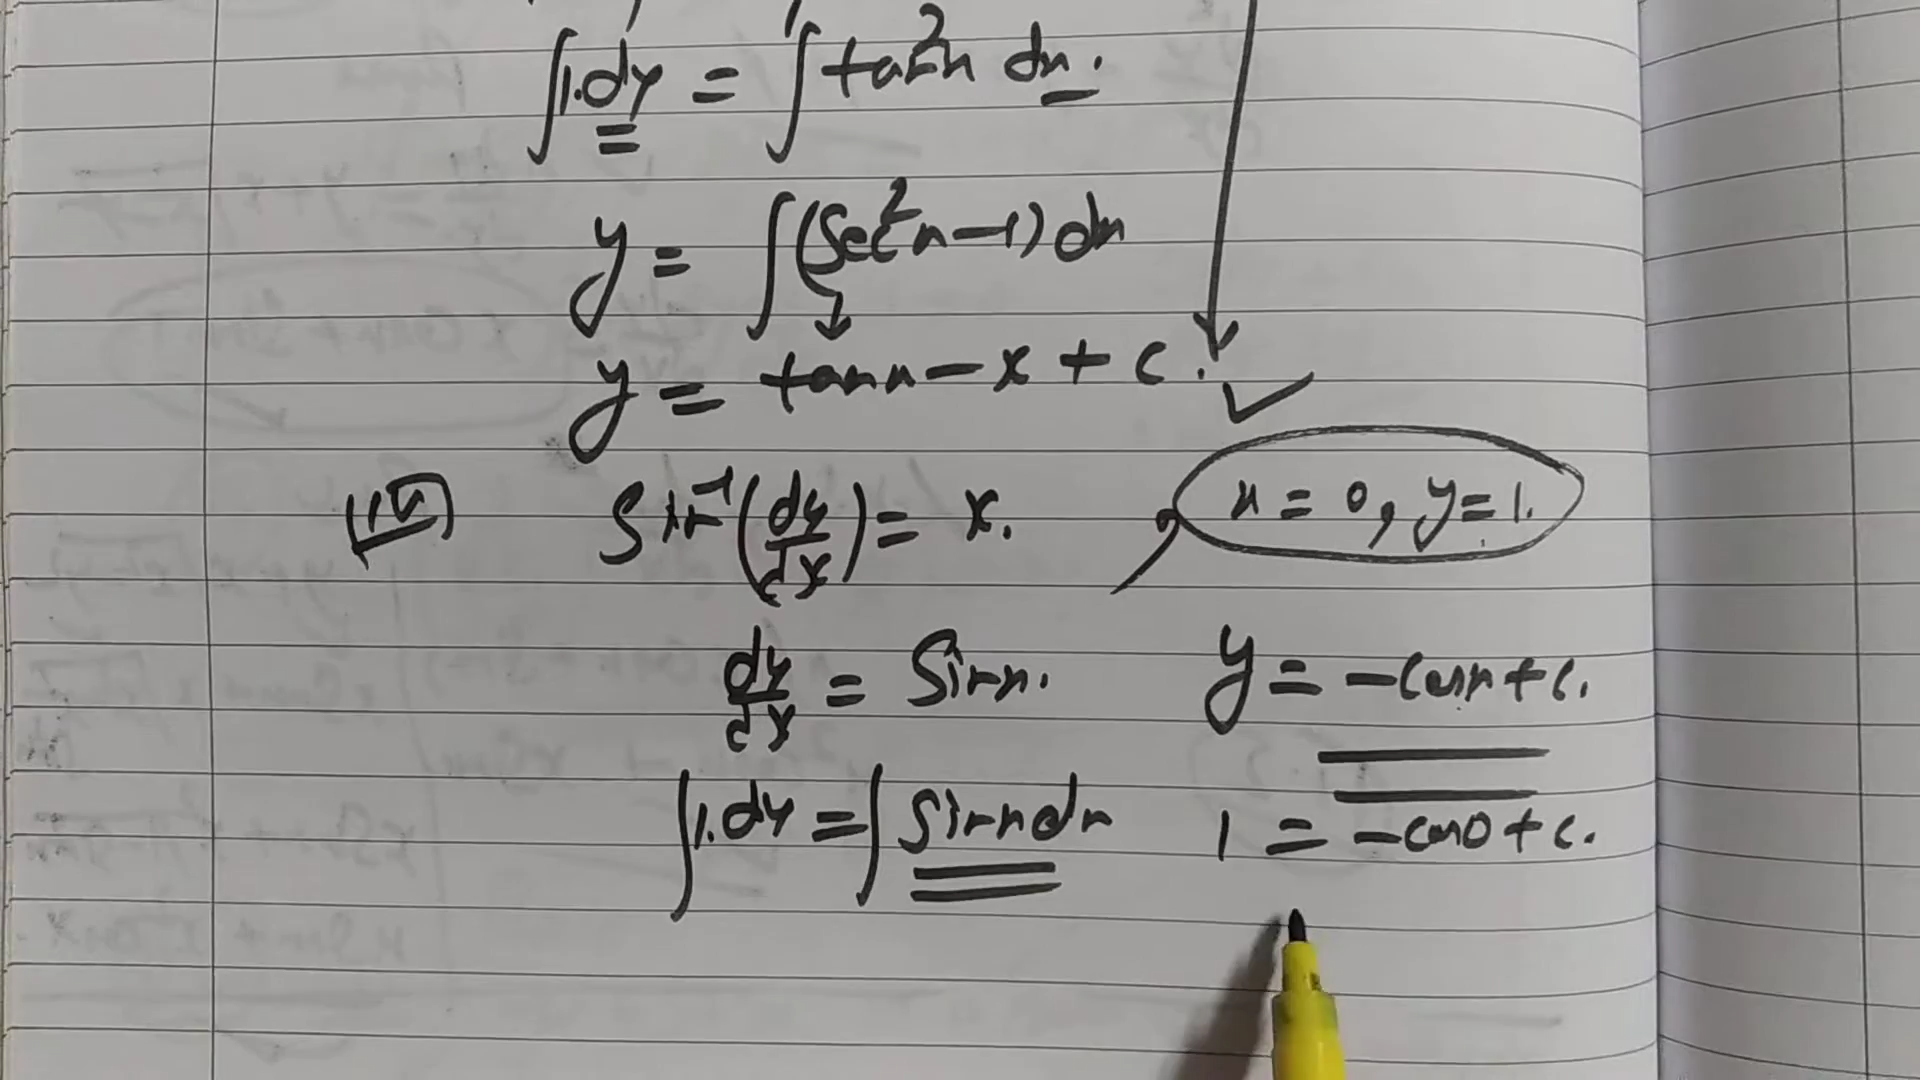 ∫1.dy = ∫tan²x dx.
y = ∫(Sec²x-1)dx
y = tanx - x + c.
(iv) Sin⁻¹(dy/dx) = x. x = 0, y = 1.
dy/dx = Sinx. y = -cosx + c.
∫1.dy = ∫Sinxdx 1 = -cos0 + c.